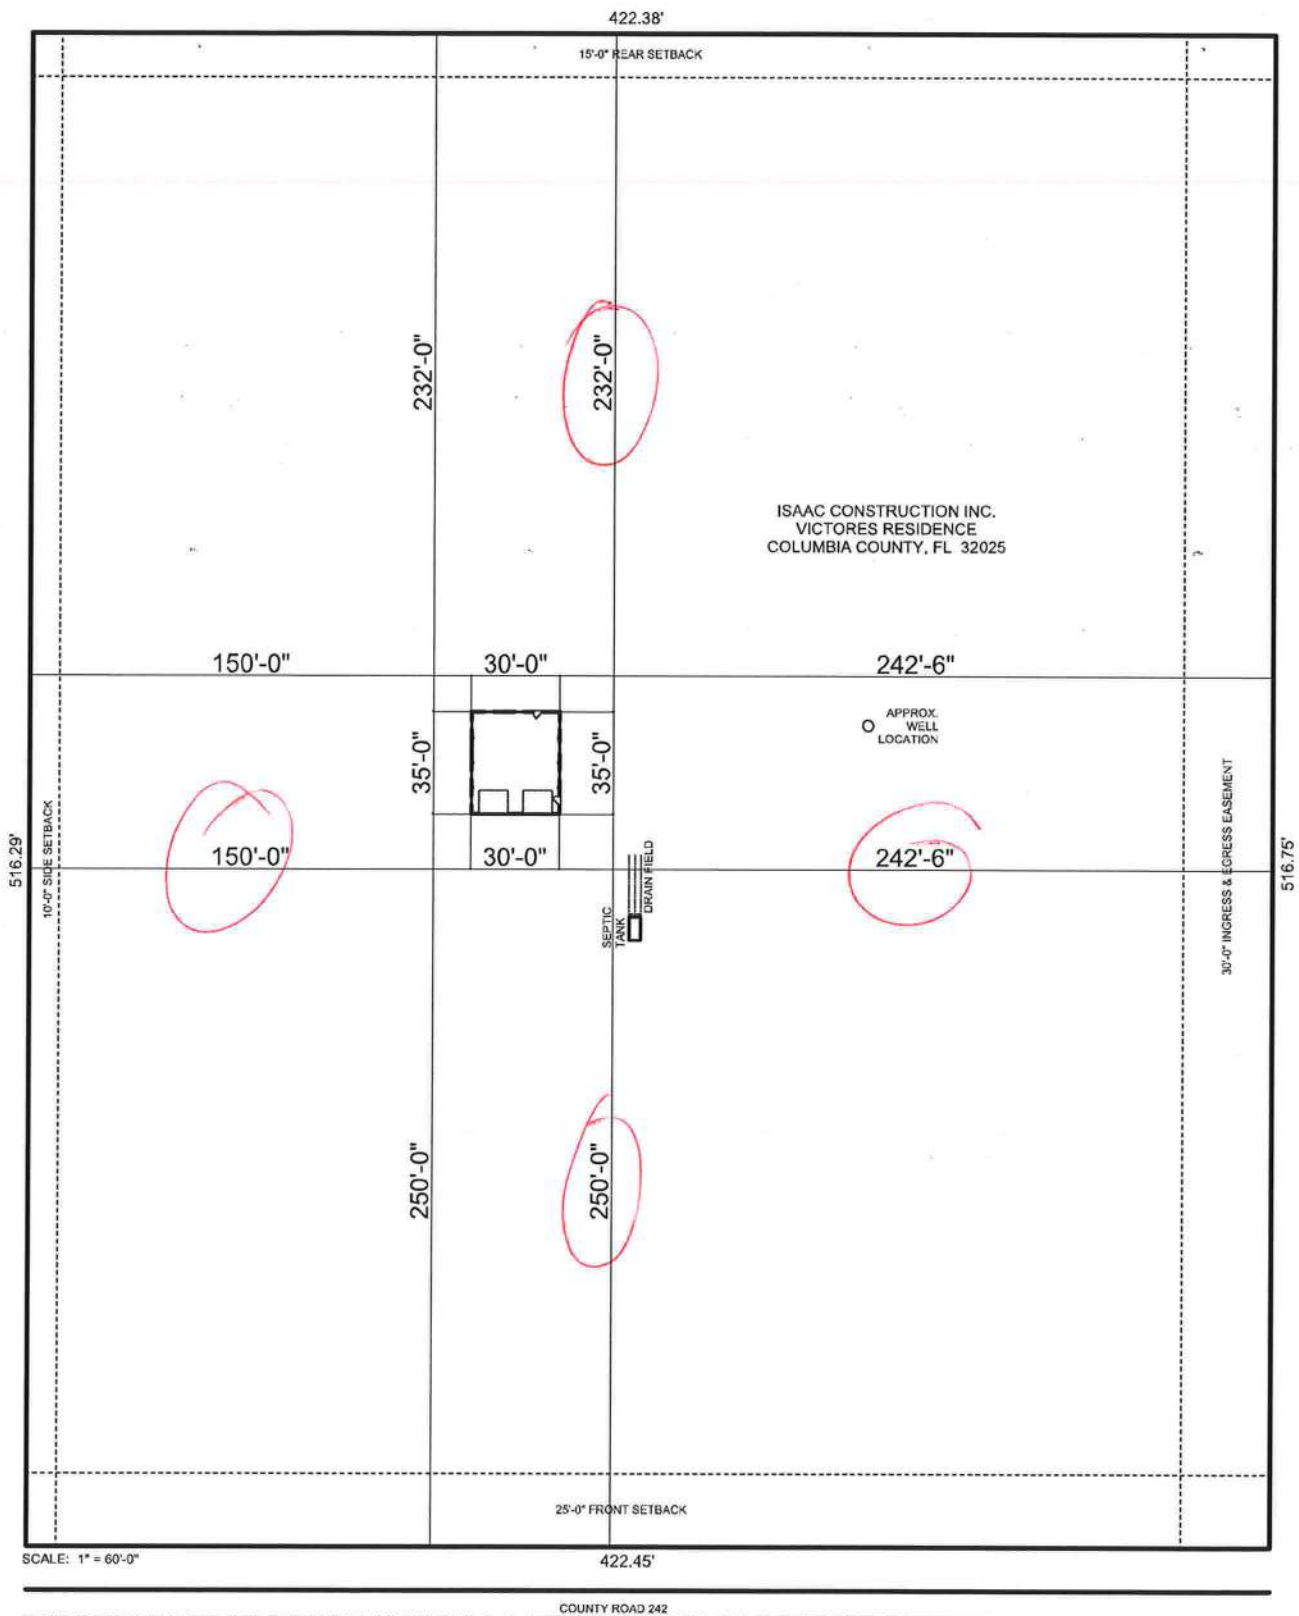 422.38'
15'-0" REAR SETBACK
232'-0"
232'-0"
ISAAC CONSTRUCTION INC.
VICTORES RESIDENCE
COLUMBIA COUNTY, FL 32025
150'-0"
30'-0"
242'-6"
APPROX.
WELL
LOCATION
35'-0"
35'-0"
516.29'
10'-0" SIDE SETBACK
150'-0"
30'-0"
242'-6"
DRAIN FIELD
SEPTIC
TANK
30'-0" INGRESS & EGRESS EASEMENT
516.75'
250'-0"
250'-0"
25'-0" FRONT SETBACK
SCALE: 1" = 60'-0"
422.45'
COUNTY ROAD 242